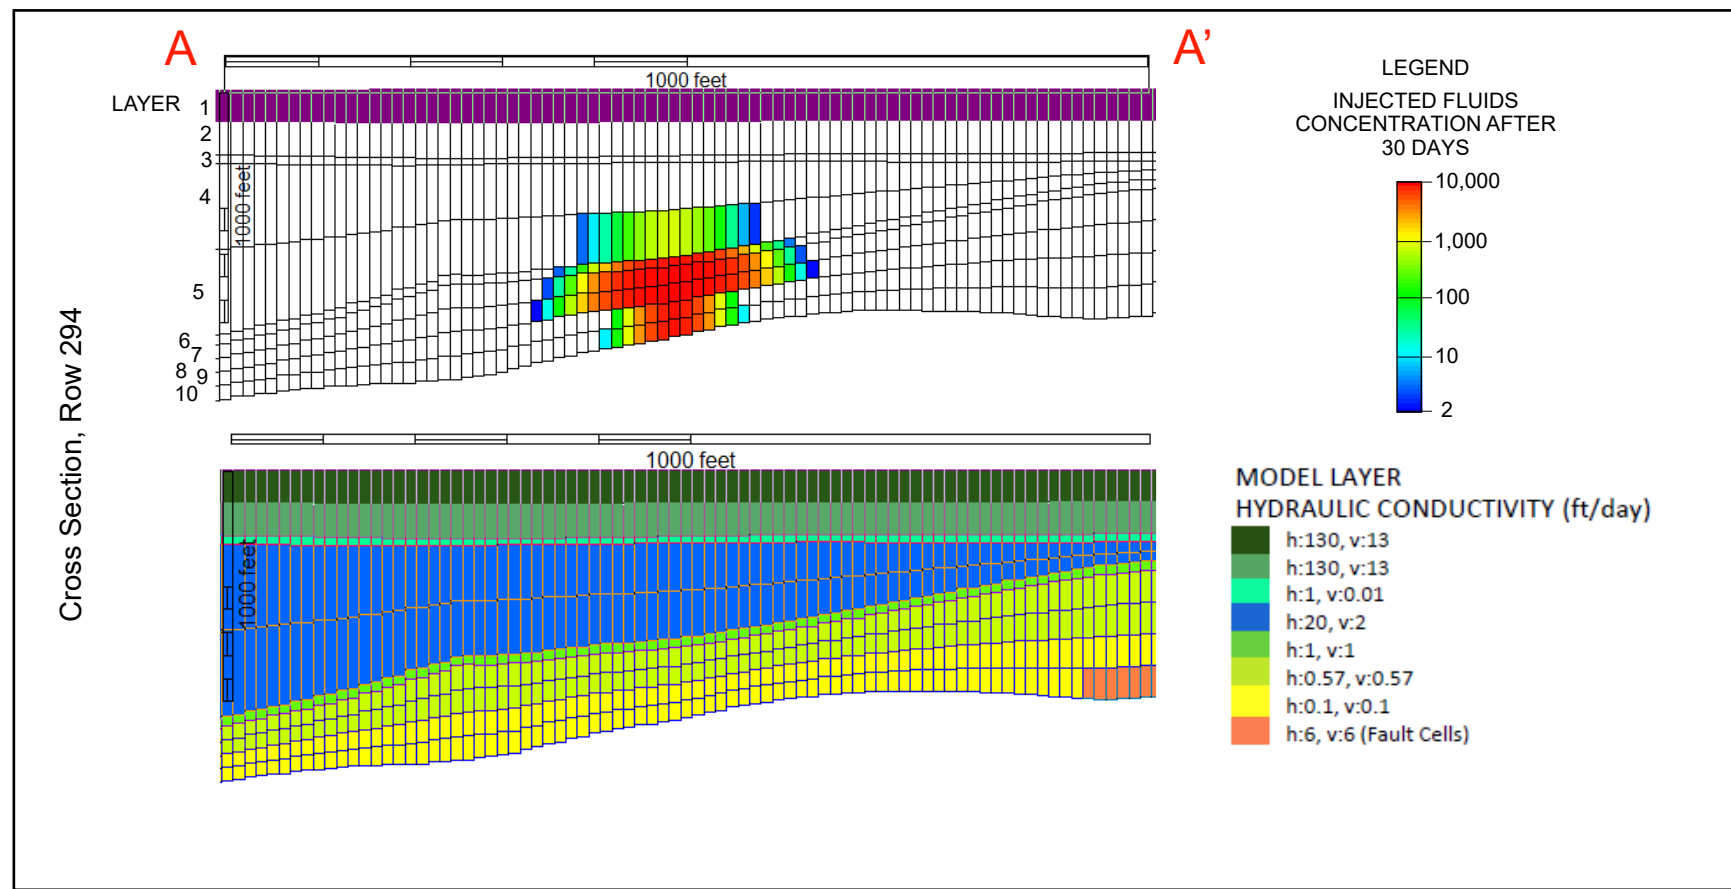 A
A’
1000 feet
LAYER
1
2
3
4
5
6
7
8
9
10
1000 feet
LEGEND
INJECTED FLUIDS
CONCENTRATION AFTER
30 DAYS
10,000
1,000
100
10
2
Cross Section, Row 294
1000 feet
1000 feet
MODEL LAYER
HYDRAULIC CONDUCTIVITY (ft/day)
h:130, v:13
h:130, v:13
h:1, v:0.01
h:20, v:2
h:1, v:1
h:0.57, v:0.57
h:0.1, v:0.1
h:6, v:6 (Fault Cells)